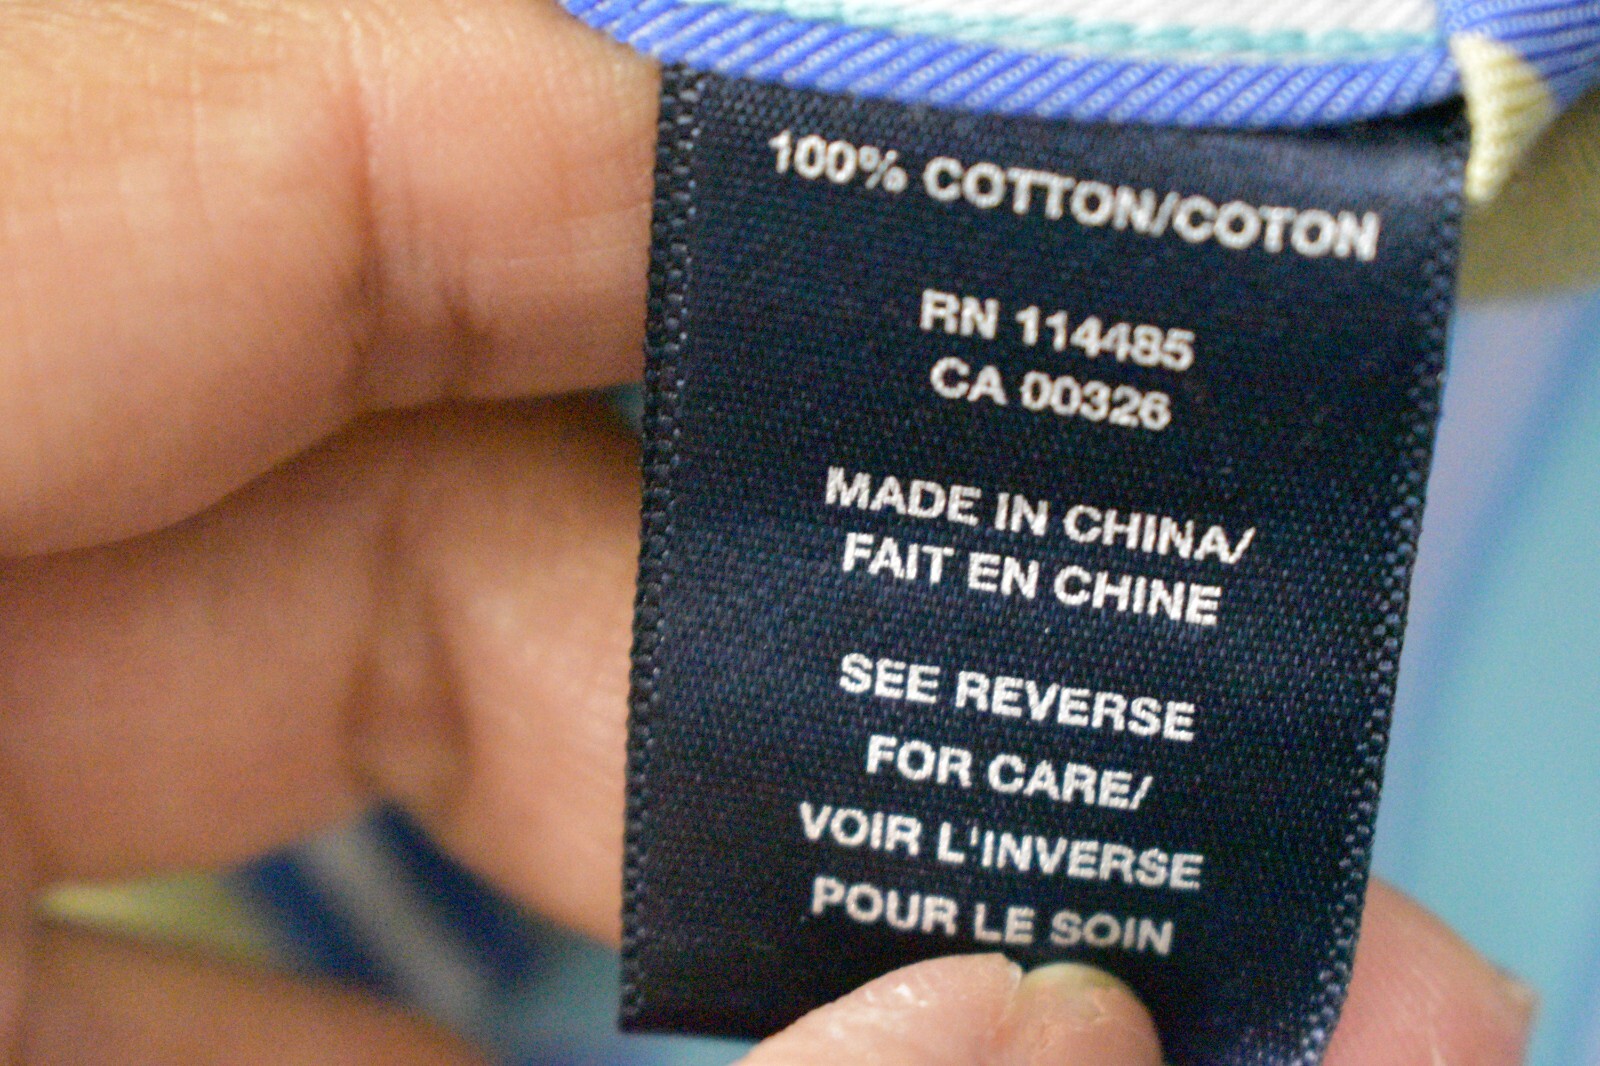 100% COTTON/COTON
RN 114485
CA 00326
MADE IN CHINA/
FAIT EN CHINE
SEE REVERSE
FOR CARE/
VOIR L'INVERSE
POUR LE SOIN